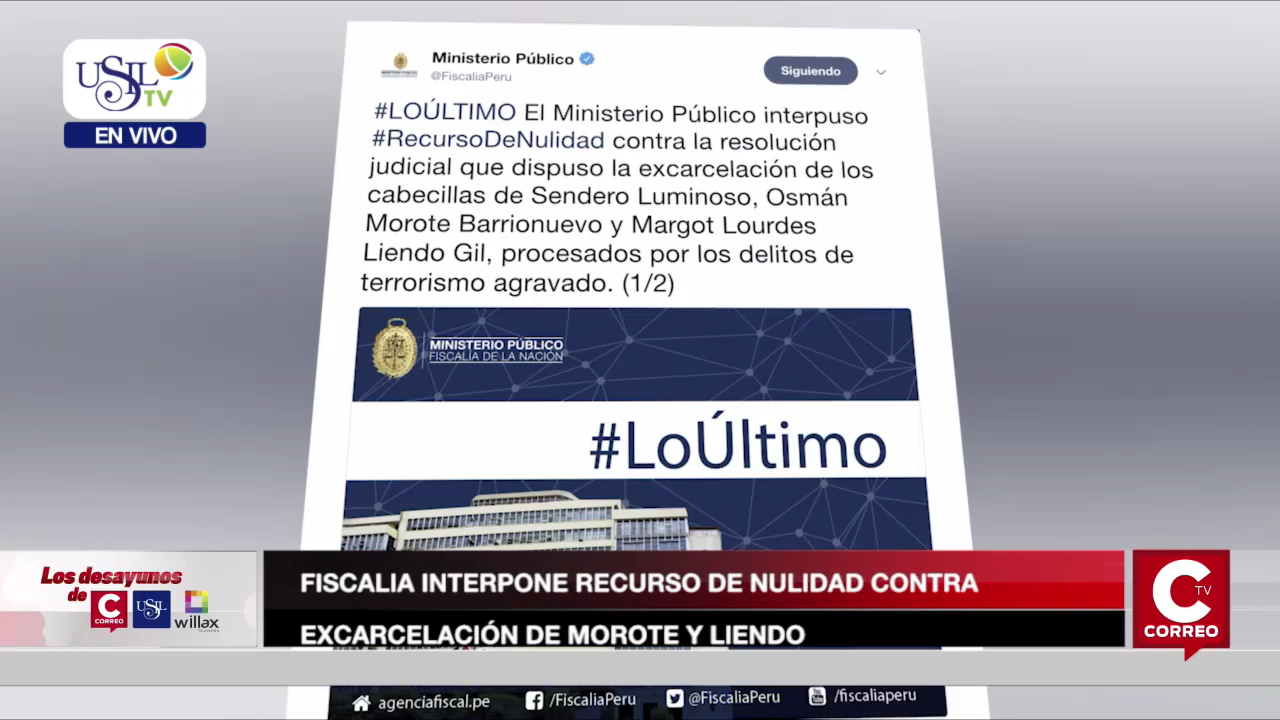 USIL
TV
EN VIVO
Ministerio Público
@FiscaliaPeru
Siguiendo
#LOÚLTIMO El Ministerio Público interpuso
#RecursoDeNulidad contra la resolución
judicial que dispuso la excarcelación de los
cabecillas de Sendero Luminoso, Osmán
Morote Barrionuevo y Margot Lourdes
Liendo Gil, procesados por los delitos de
terrorismo agravado. (1/2)
MINISTERIO PÚBLICO
FISCALÍA DE LA NACIÓN
#LoÚltimo
Los desayunos
de
C
CORREO
USIL
willax
TELEVISIÓN
FISCALIA INTERPONE RECURSO DE NULIDAD CONTRA
EXCARCELACIÓN DE MOROTE Y LIENDO
C
TV
CORREO
agenciafiscal.pe
/FiscaliaPeru
@FiscaliaPeru
You
Tube
/fiscaliaperu